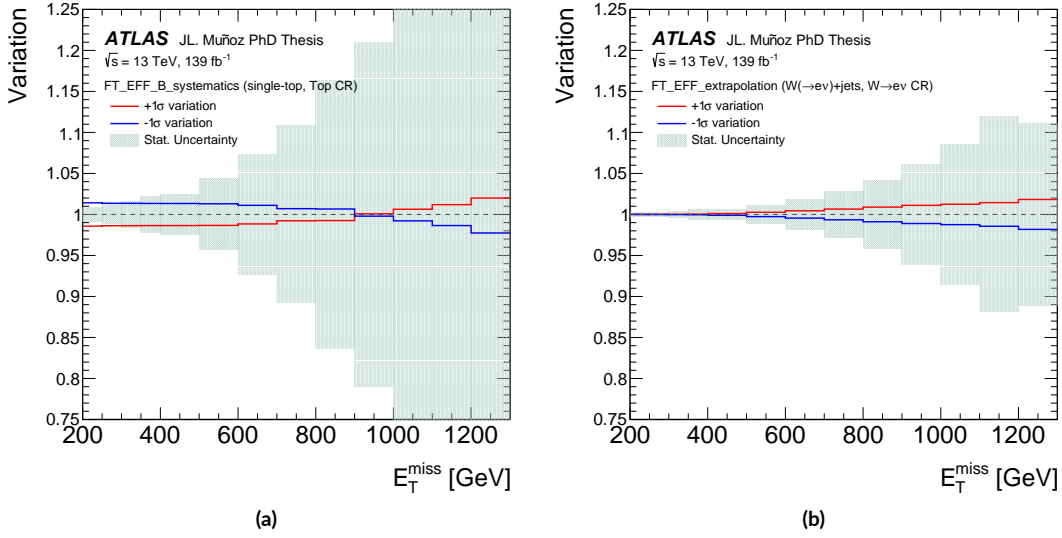 ATLAS JL. Muñoz PhD Thesis
√s = 13 TeV, 139 fb⁻¹
FT_EFF_B_systematics (single-top, Top CR)
+1σ variation
-1σ variation
Stat. Uncertainty
Variation
1.25
1.2
1.15
1.1
1.05
1
0.95
0.9
0.85
0.8
0.75
200 400 600 800 1000 1200
E_T^miss [GeV]
(a)
ATLAS JL. Muñoz PhD Thesis
√s = 13 TeV, 139 fb⁻¹
FT_EFF_extrapolation (W(→eν)+jets, W→eν CR)
+1σ variation
-1σ variation
Stat. Uncertainty
Variation
1.25
1.2
1.15
1.1
1.05
1
0.95
0.9
0.85
0.8
0.75
200 400 600 800 1000 1200
E_T^miss [GeV]
(b)